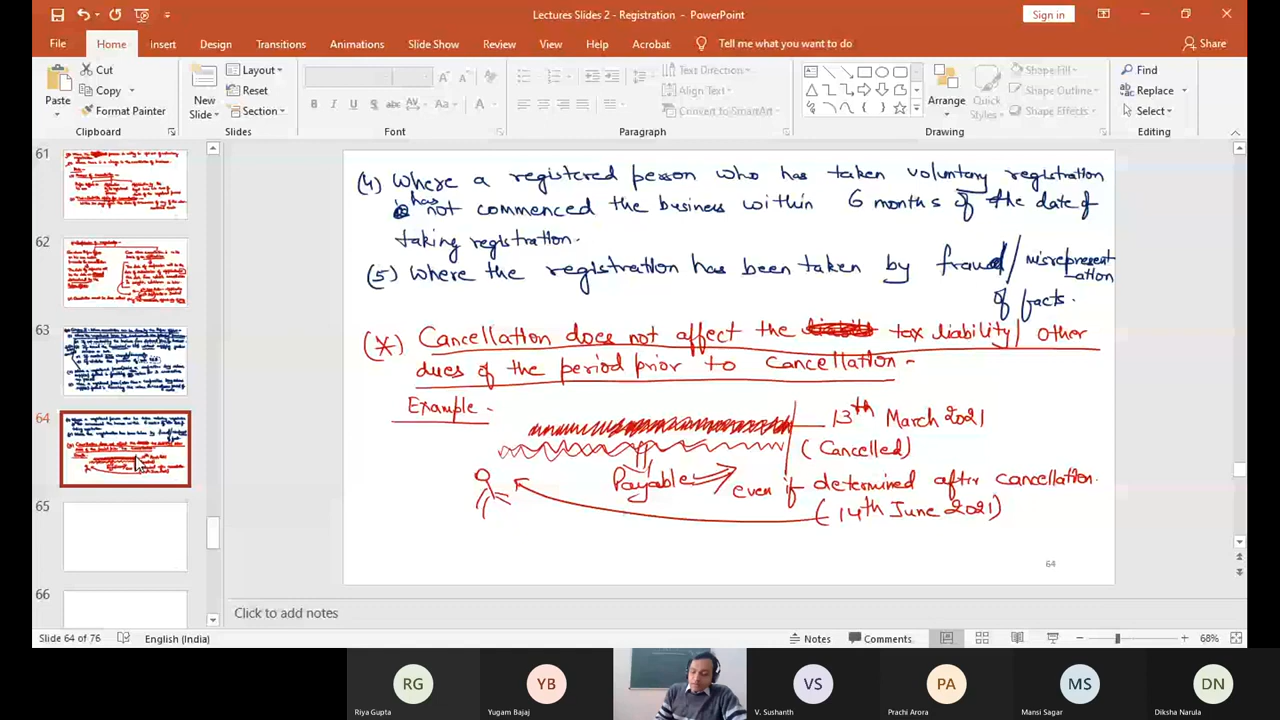 Lectures Slides 2 - Registration - PowerPoint
Sign in
File Home Insert Design Transitions Animations Slide Show Review View Help Acrobat Tell me what you want to do Share
Paste
Cut
Copy
Format Painter
Clipboard
New Slide
Layout
Reset
Section
Slides
Font
Text Direction
Align Text
Convert to SmartArt
Paragraph
Arrange
Quick Styles
Shape Fill
Shape Outline
Shape Effects
Drawing
Find
Replace
Select
Editing
61
62
63
64
65
66
(4) Where a registered person who has taken voluntary registration
has not commenced the business within 6 months of the date of
taking registration.
(5) Where the registration has been taken by fraud / misrepresentation
of facts.
(*) Cancellation does not affect the tax liability / other
dues of the period prior to cancellation -
Example -
13th March 2021
(Cancelled)
Payable
even if determined after cancellation.
(14th June 2021)
64
Click to add notes
Slide 64 of 76 English (India) Notes Comments 68%
RG YB VS PA MS DN
Riya Gupta Yugam Bajaj V. Sushanth Prachi Arora Mansi Sagar Diksha Narula